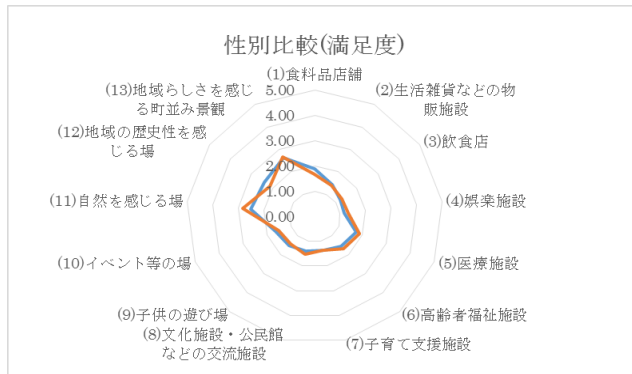 性別比較(満足度)
(1)食料品店舗
(2)生活雑貨などの物
販施設
(3)飲食店
(4)娯楽施設
(5)医療施設
(6)高齢者福祉施設
(7)子育て支援施設
(8)文化施設・公民館
などの交流施設
(9)子供の遊び場
(10)イベント等の場
(11)自然を感じる場
(12)地域の歴史性を感
じる場
(13)地域らしさを感じ
る町並み景観
5.00
4.00
3.00
2.00
1.00
0.00